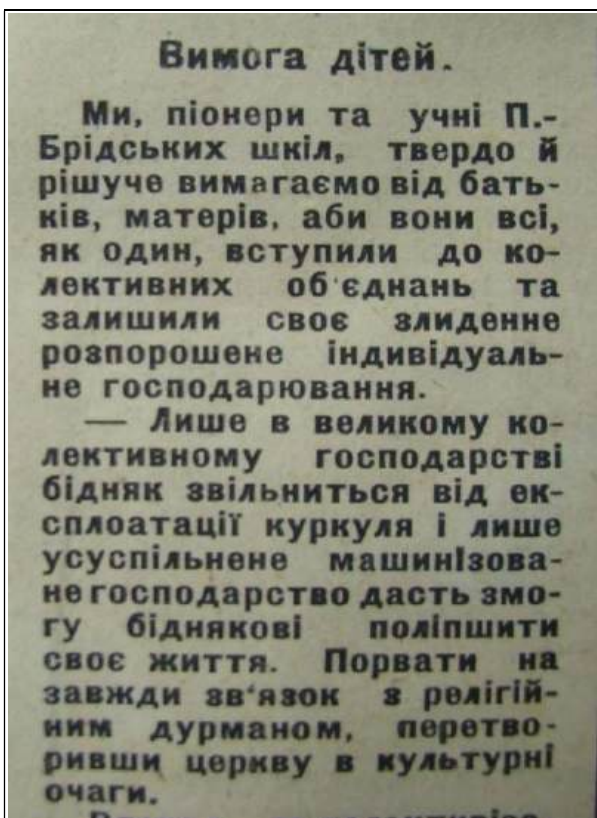 Вимога дітей.
Ми, піонери та учні П.-
Брідських шкіл, твердо й
рішуче вимагаємо від бать-
ків, матерів, аби вони всі,
як один, вступили до ко-
лективних об'єднань та
залишили своє злиденне
розпорошене індивідуаль-
не господарювання.
— Лише в великому ко-
лективному господарстві
бідняк звільниться від ек-
сплоатації куркуля і лише
усуспільнене машинізова-
не господарство дасть змо-
гу біднякові поліпшити
своє життя. Порвати на
завжди зв'язок з релігій-
ним дурманом, перетво-
ривши церкву в культурні
очаги.